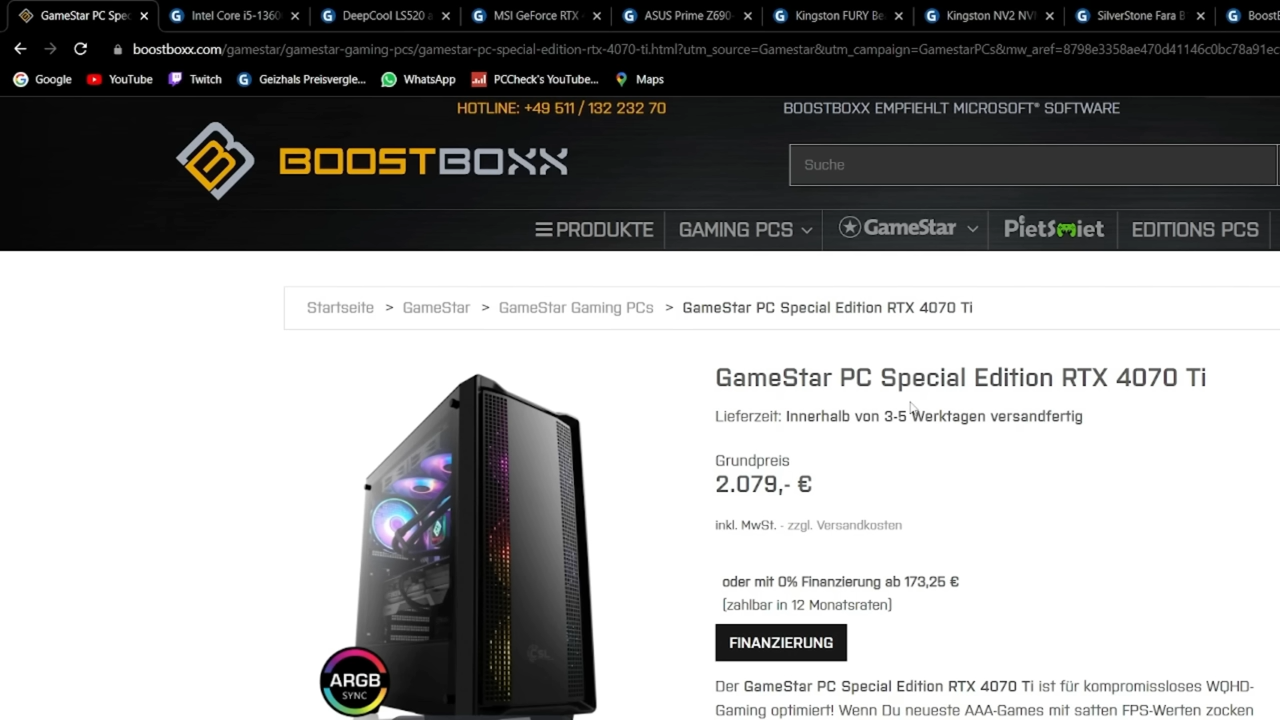 GameStar PC Spec
Intel Core i5-1360
DeepCool LS520
MSI GeForce RTX
ASUS Prime Z690-
Kingston FURY Be
Kingston NV2 NV
SilverStone Fara B
BoostB
boostboxx.com/gamestar/gamestar-gaming-pcs/gamestar-pc-special-edition-rtx-4070-ti.html?utm_source=Gamestar&utm_campaign=GamestarPCs&mw_aref=8798e3358ae470d41146c0bc78a91ec
Google
YouTube
Twitch
Geizhals Preisvergle...
WhatsApp
PCCheck's YouTube...
Maps
HOTLINE: +49 511 / 132 232 70
BOOSTBOXX EMPFIEHLT MICROSOFT® SOFTWARE
BOOSTBOXX
Suche
PRODUKTE
GAMING PCS
GameStar
PietSmiet
EDITIONS PCS
Startseite > GameStar > GameStar Gaming PCs > GameStar PC Special Edition RTX 4070 Ti
GameStar PC Special Edition RTX 4070 Ti
Lieferzeit: Innerhalb von 3-5 Werktagen versandfertig
Grundpreis
2.079,- €
inkl. MwSt. - zzgl. Versandkosten
oder mit 0% Finanzierung ab 173,25 €
(zahlbar in 12 Monatsraten)
FINANZIERUNG
Der GameStar PC Special Edition RTX 4070 Ti ist für kompromissloses WQHD-
Gaming optimiert! Wenn Du neueste AAA-Games mit satten FPS-Werten zocken
CSL
ARGB
SYNC